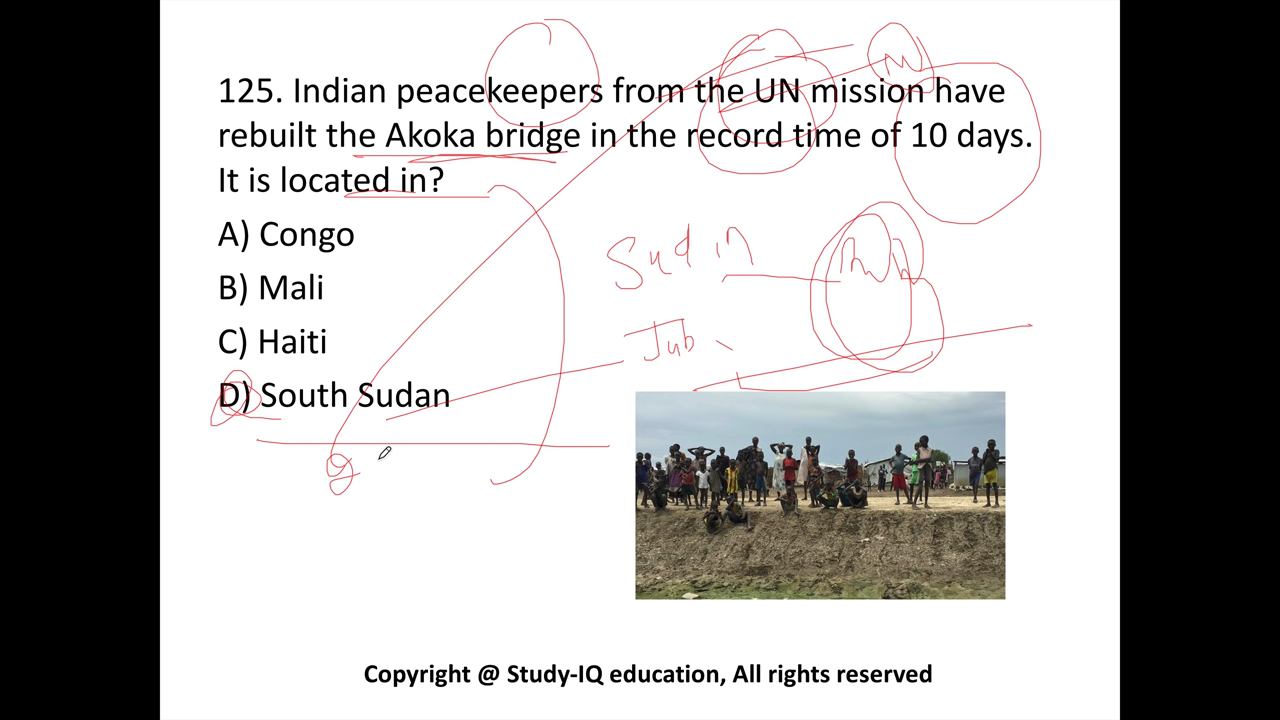 125. Indian peacekeepers from the UN mission have
rebuilt the Akoka bridge in the record time of 10 days.
It is located in?
A) Congo
B) Mali
C) Haiti
D) South Sudan
Jub
Copyright @ Study-IQ education, All rights reserved